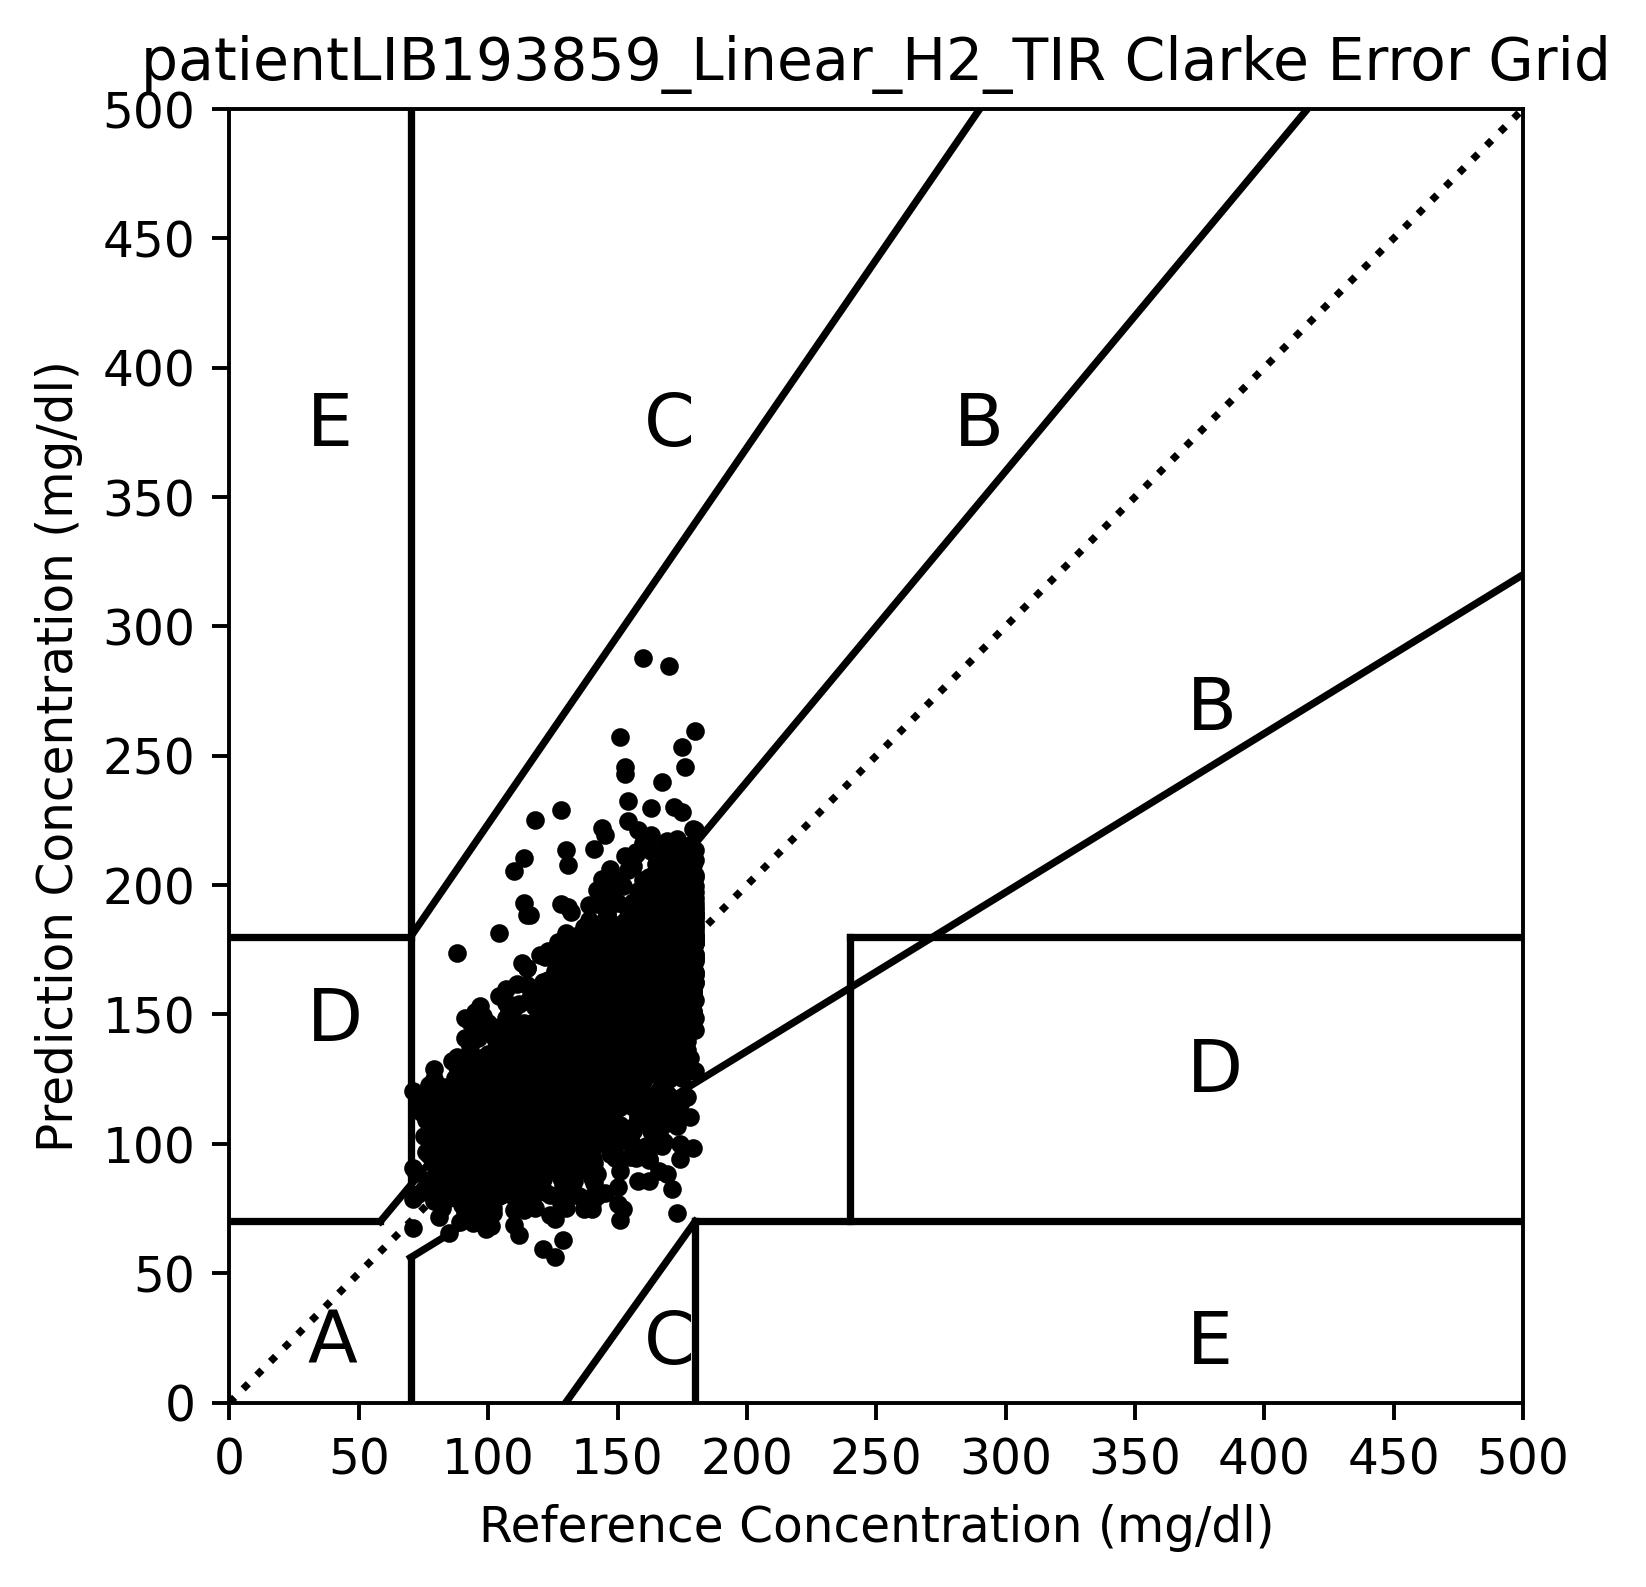 patientLIB193859_Linear_H2_TIR Clarke Error Grid
500
450
400
350
300
250
200
150
100
50
0
Prediction Concentration (mg/dl)
E
C
B
B
D
D
A
C
E
0 50 100 150 200 250 300 350 400 450 500
Reference Concentration (mg/dl)